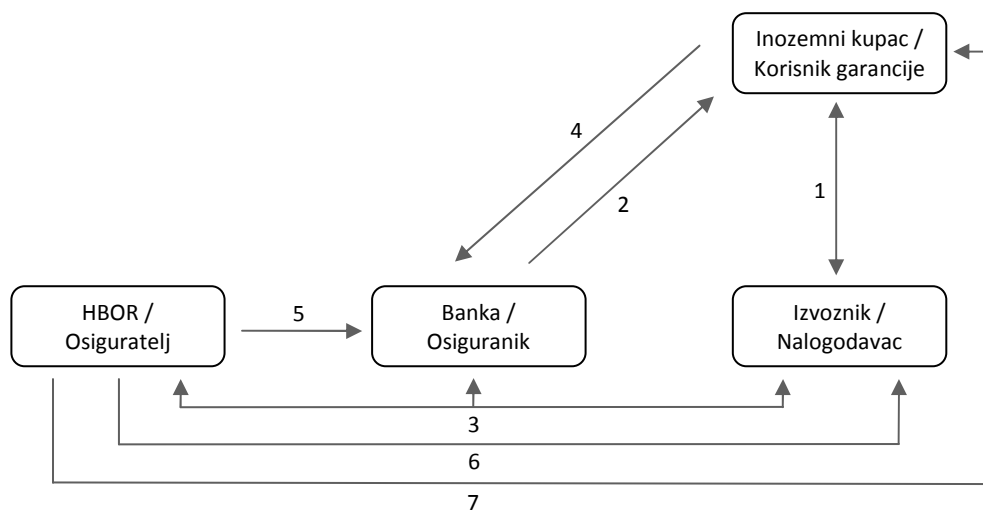 Inozemni kupac /
Korisnik garancije
4
2
1
HBOR /
Osiguratelj
5
Banka /
Osiguranik
Izvoznik /
Nalogodavac
3
6
7